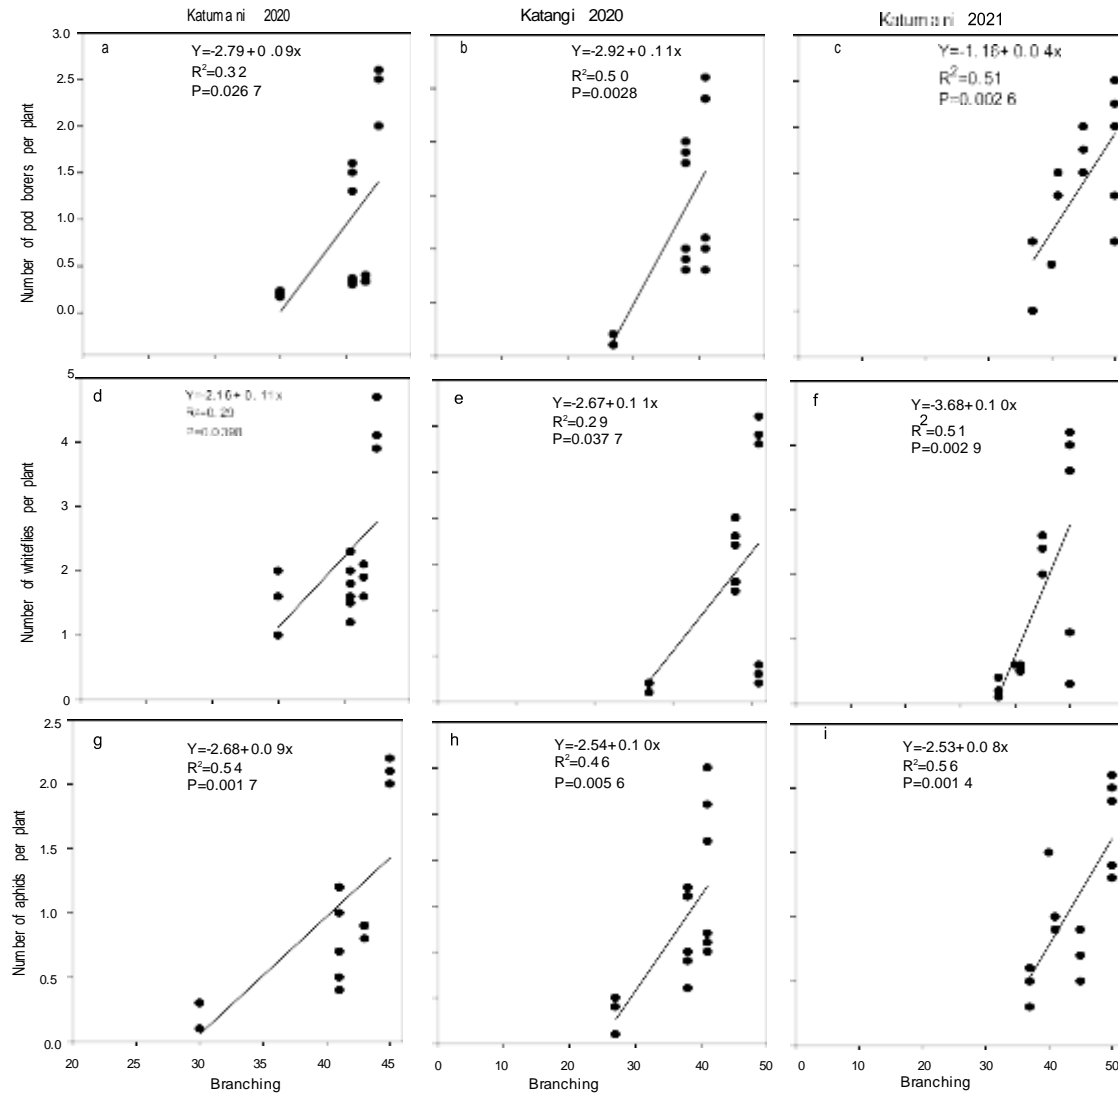 Katumani 2020
Katangi 2020
Katumani 2021
Number of pod borers per plant
3.0
2.5
2.0
1.5
1.0
0.5
0.0
a
Y=-2.79+0.09x
R²=0.32
P=0.0267
b
Y=-2.92+0.11x
R²=0.50
P=0.0028
c
Y=-1.16+0.04x
R²=0.51
P=0.0026
Number of whiteflies per plant
5
4
3
2
1
0
d
Y=-2.16+0.11x
R²=0.29
P=0.0398
e
Y=-2.67+0.11x
R²=0.29
P=0.0377
f
Y=-3.68+0.10x
R²=0.51
P=0.0029
Number of aphids per plant
2.5
2.0
1.5
1.0
0.5
0.0
g
Y=-2.68+0.09x
R²=0.54
P=0.0017
h
Y=-2.54+0.10x
R²=0.46
P=0.0056
i
Y=-2.53+0.08x
R²=0.56
P=0.0014
20 25 30 35 40 45
0 10 20 30 40 50
0 10 20 30 40 50
Branching
Branching
Branching